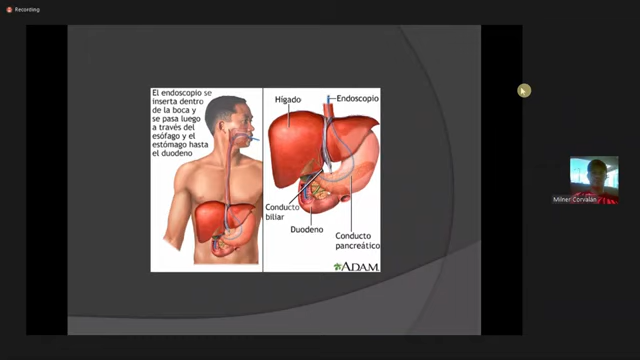 Recording
El endoscopio se
inserta dentro
de la boca y
se pasa luego
a través del
esófago y el
estómago hasta
el duodeno
Hígado
Endoscopio
Conducto
biliar
Duodeno
Conducto
pancreático
ADAM
Milner Corvalán